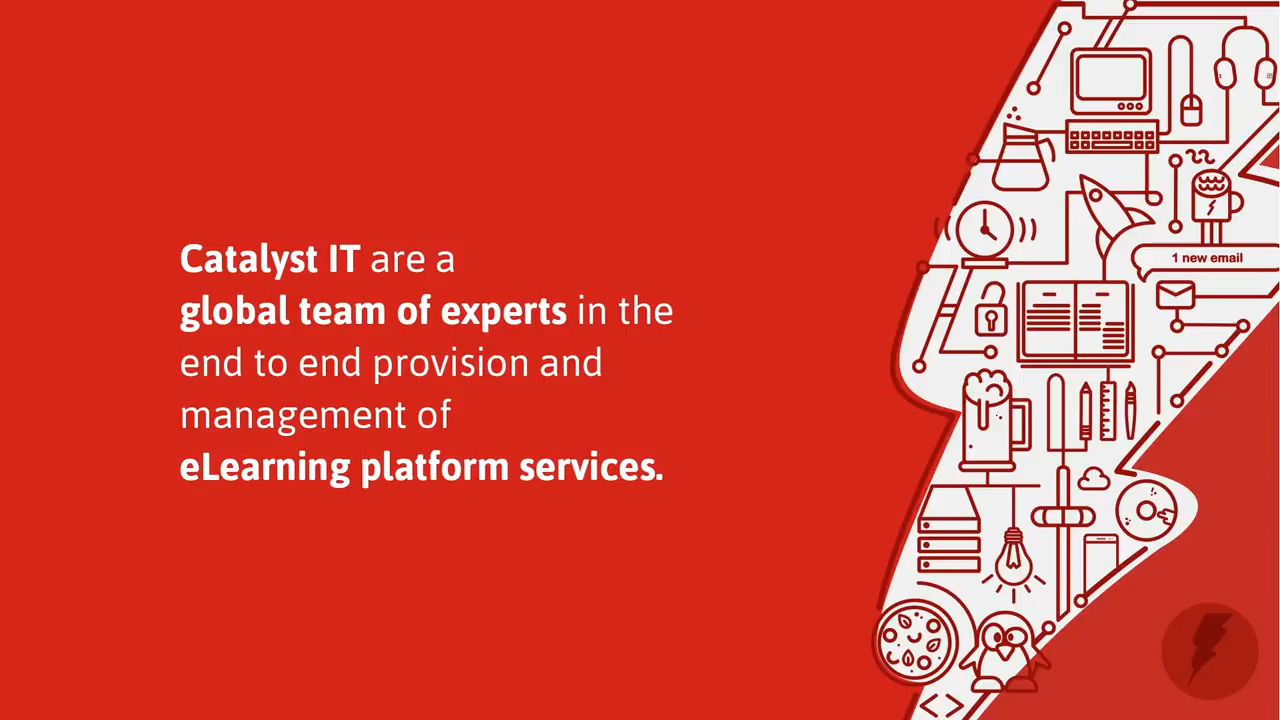 Catalyst IT are a
global team of experts in the
end to end provision and
management of
eLearning platform services.
1 new email